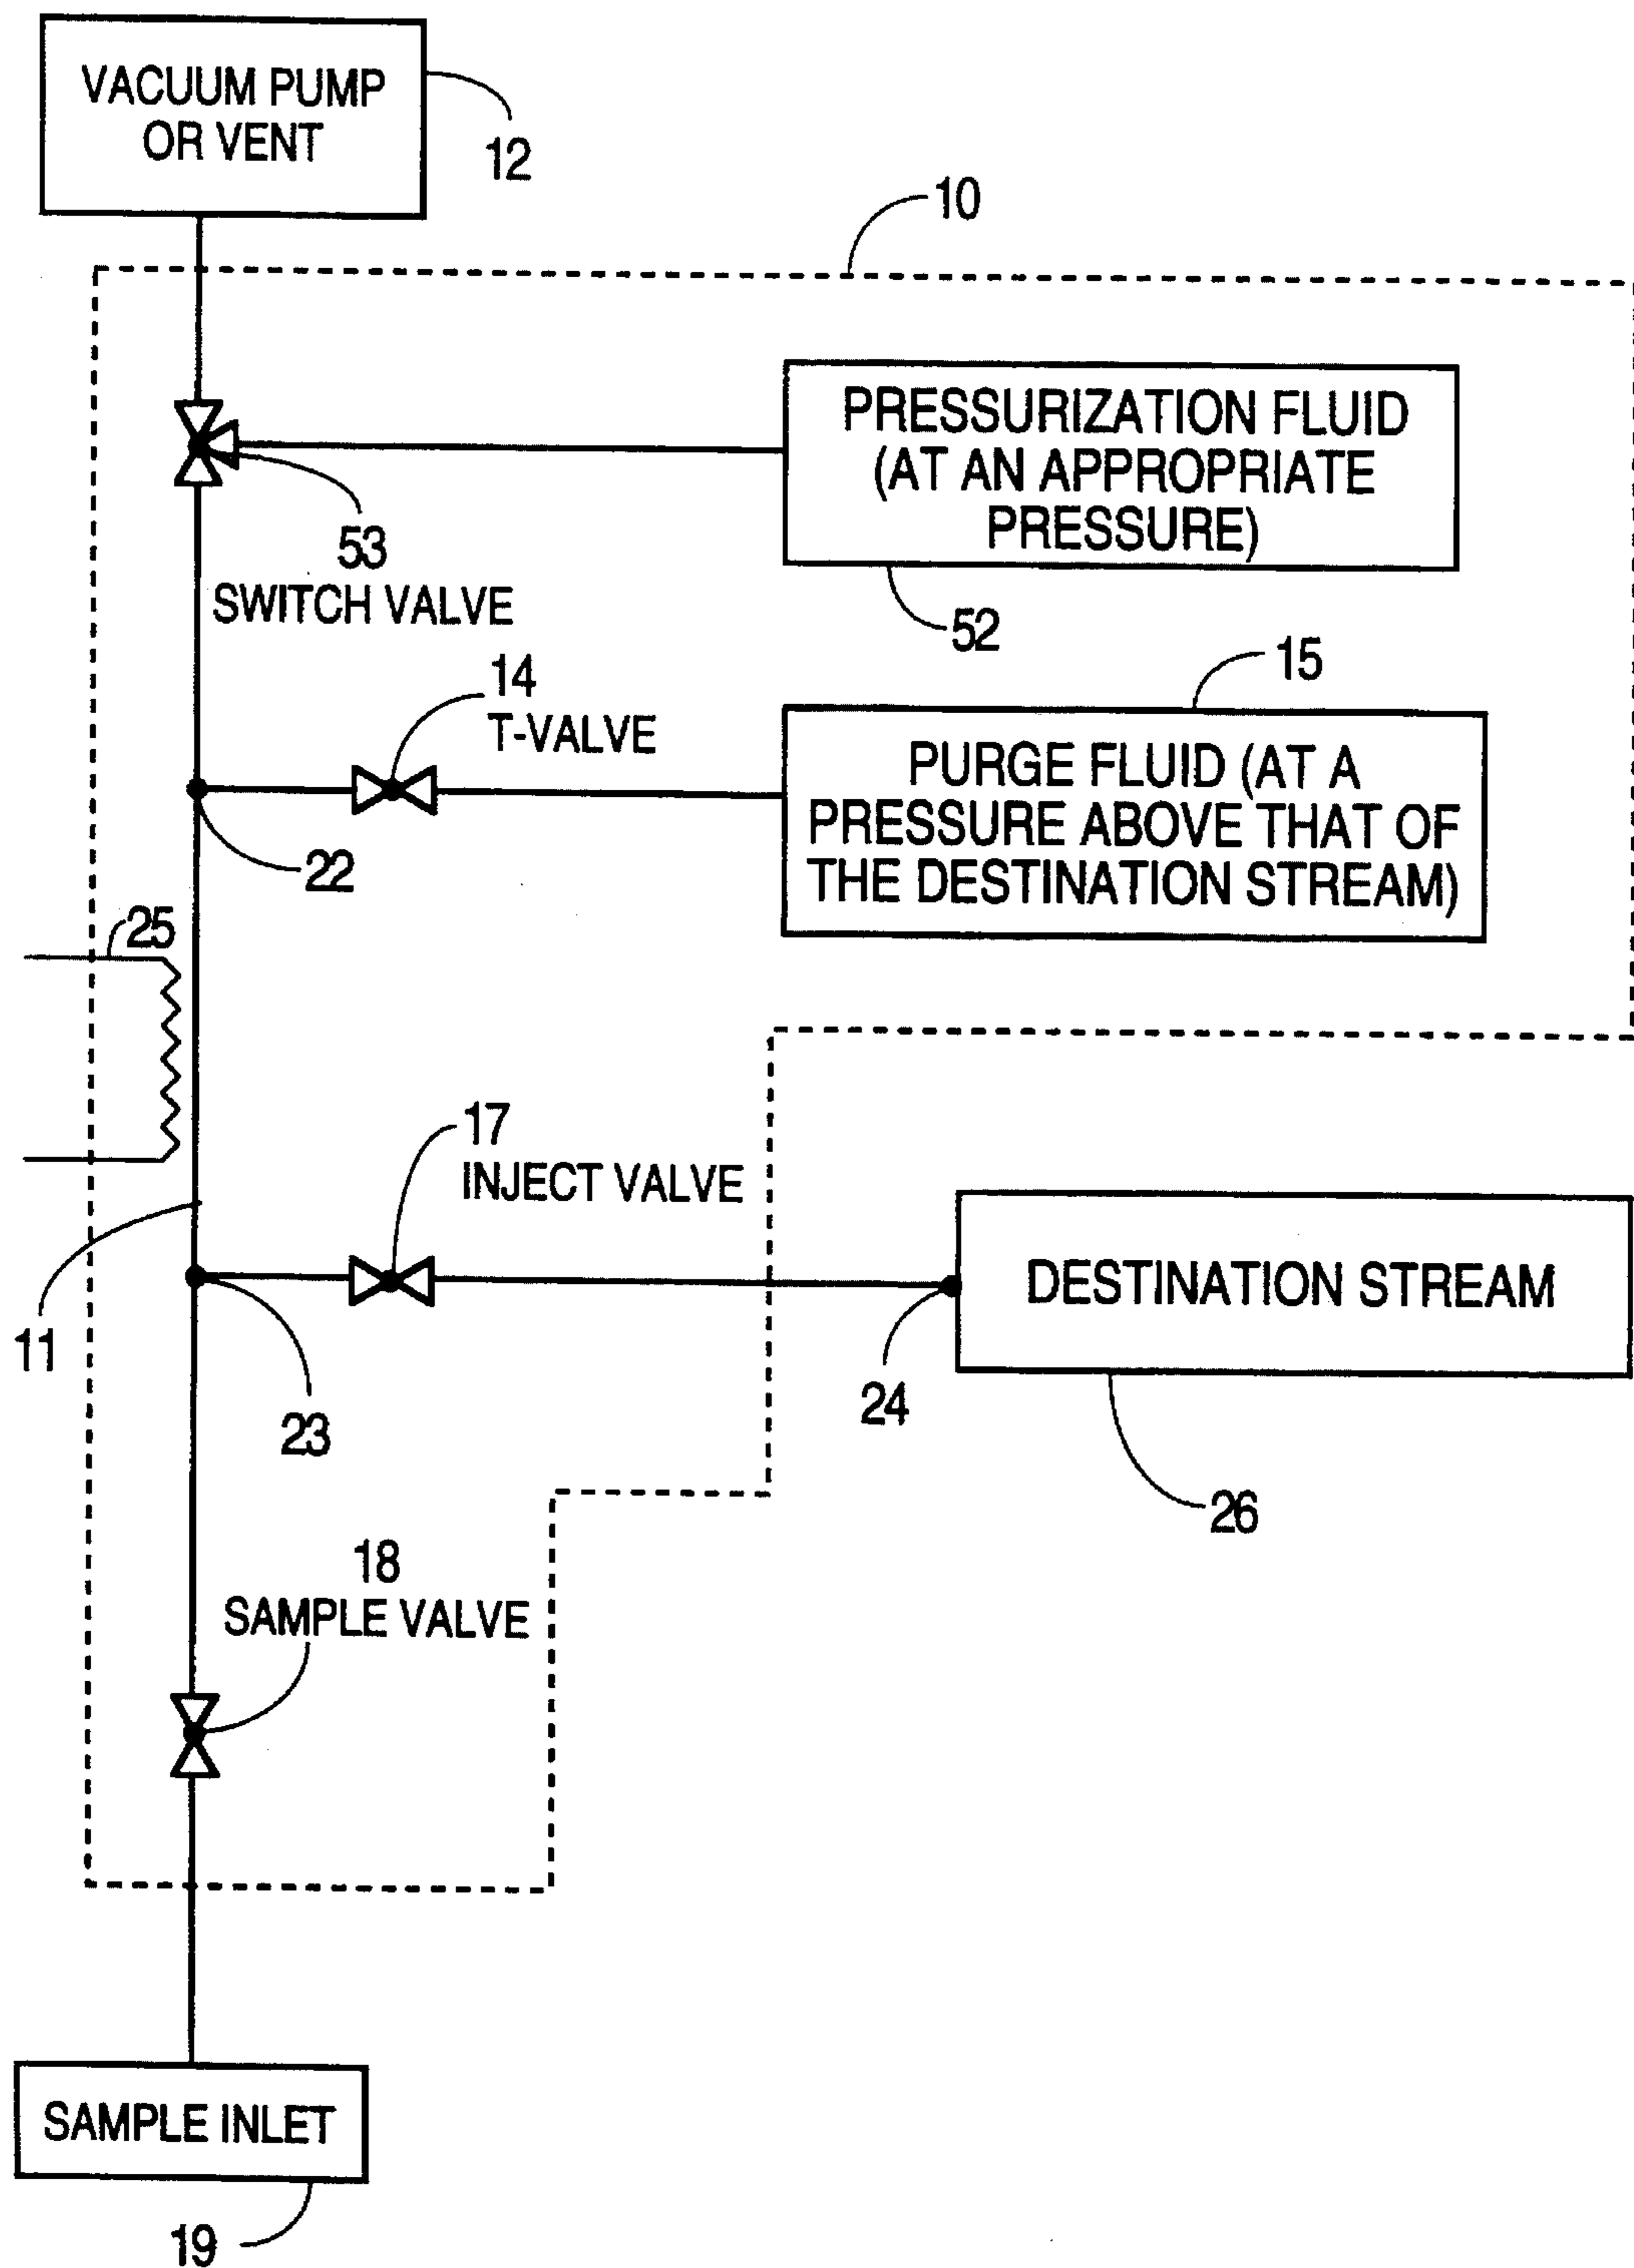 VACUUM PUMP
OR VENT
12
10
PRESSURIZATION FLUID
(AT AN APPROPRIATE
PRESSURE)
53
SWITCH VALVE
52
14
T-VALVE
15
PURGE FLUID (AT A
PRESSURE ABOVE THAT OF
THE DESTINATION STREAM)
22
25
17
INJECT VALVE
DESTINATION STREAM
11
23
24
26
18
SAMPLE VALVE
SAMPLE INLET
19